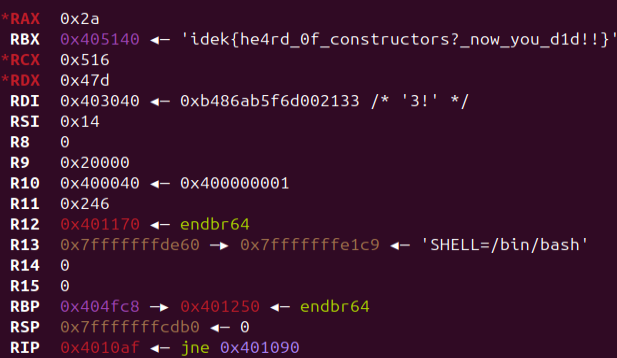 *RAX 0x2a
RBX 0x405140 ◂— 'idek{he4rd_0f_constructors?_now_you_d1d!!}'
*RCX 0x516
*RDX 0x47d
RDI 0x403040 ◂— 0xb486ab5f6d002133 /* '3!' */
RSI 0x14
R8 0
R9 0x20000
R10 0x400040 ◂— 0x400000001
R11 0x246
R12 0x401170 ◂— endbr64
R13 0x7fffffffde60 —▸ 0x7fffffffe1c9 ◂— 'SHELL=/bin/bash'
R14 0
R15 0
RBP 0x404fc8 —▸ 0x401250 ◂— endbr64
RSP 0x7fffffffcdb0 ◂— 0
RIP 0x4010af ◂— jne 0x401090